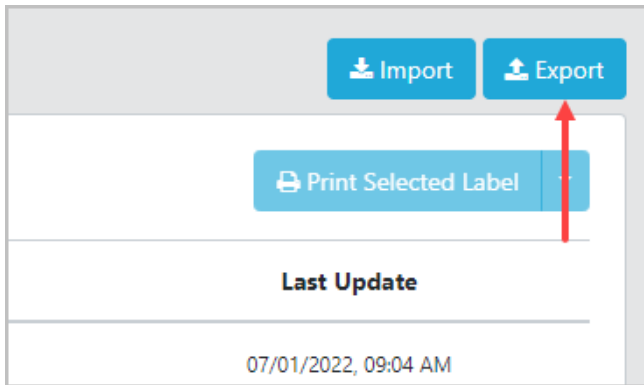 Import Export
Print Selected Label
Last Update
07/01/2022, 09:04 AM